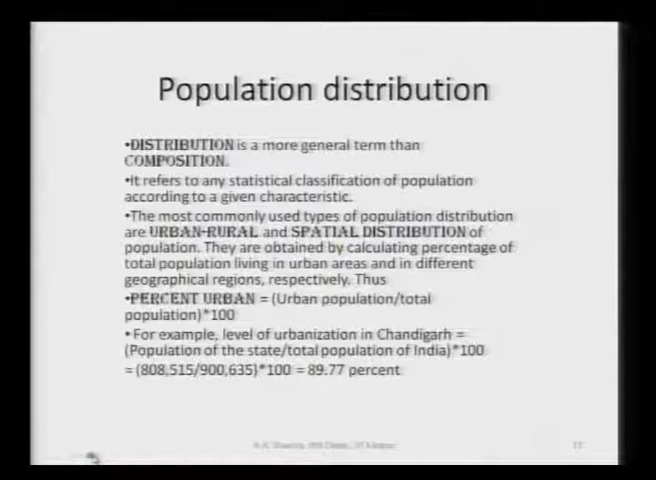 Population distribution
•DISTRIBUTION is a more general term than
COMPOSITION.
•It refers to any statistical classification of population
according to a given characteristic.
•The most commonly used types of population distribution
are URBAN-RURAL and SPATIAL DISTRIBUTION of
population. They are obtained by calculating percentage of
total population living in urban areas and in different
geographical regions, respectively. Thus
•PERCENT URBAN = (Urban population/total
population)*100
• For example, level of urbanization in Chandigarh =
(Population of the state/total population of India)*100
= (808,515/900,635)*100 = 89.77 percent